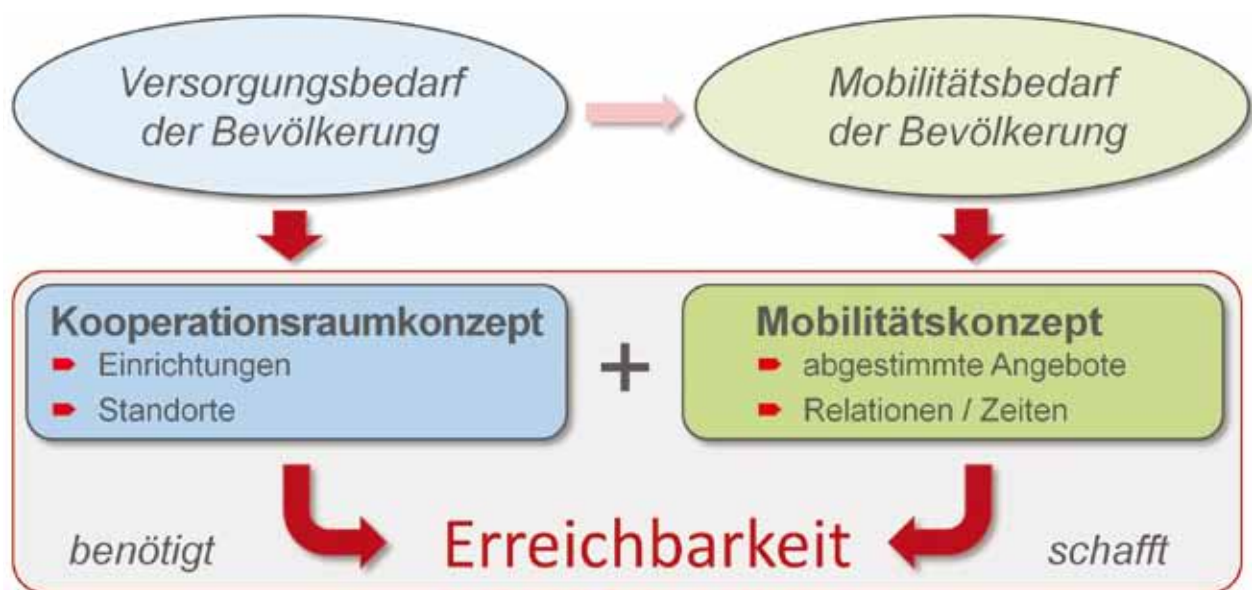 Versorgungsbedarf
der Bevölkerung
Mobilitätsbedarf
der Bevölkerung
Kooperationsraumkonzept
Einrichtungen
Standorte
+
Mobilitätskonzept
abgestimmte Angebote
Relationen / Zeiten
benötigt
Erreichbarkeit
schafft